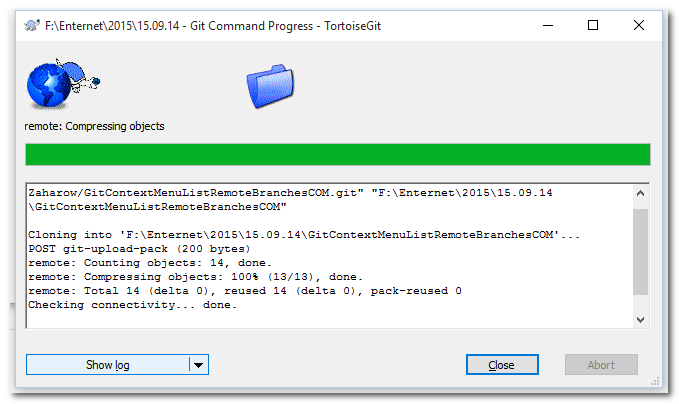 F:\Enternet\2015\15.09.14 - Git Command Progress - TortoiseGit
remote: Compressing objects
Zaharow/GitContextMenuListRemoteBranchesCOM.git" "F:\Enternet\2015\15.09.14
\GitContextMenuListRemoteBranchesCOM"
Cloning into 'F:\Enternet\2015\15.09.14\GitContextMenuListRemoteBranchesCOM'...
POST git-upload-pack (200 bytes)
remote: Counting objects: 14, done.
remote: Compressing objects: 100% (13/13), done.
remote: Total 14 (delta 0), reused 14 (delta 0), pack-reused 0
Checking connectivity... done.
Show log
Close
Abort